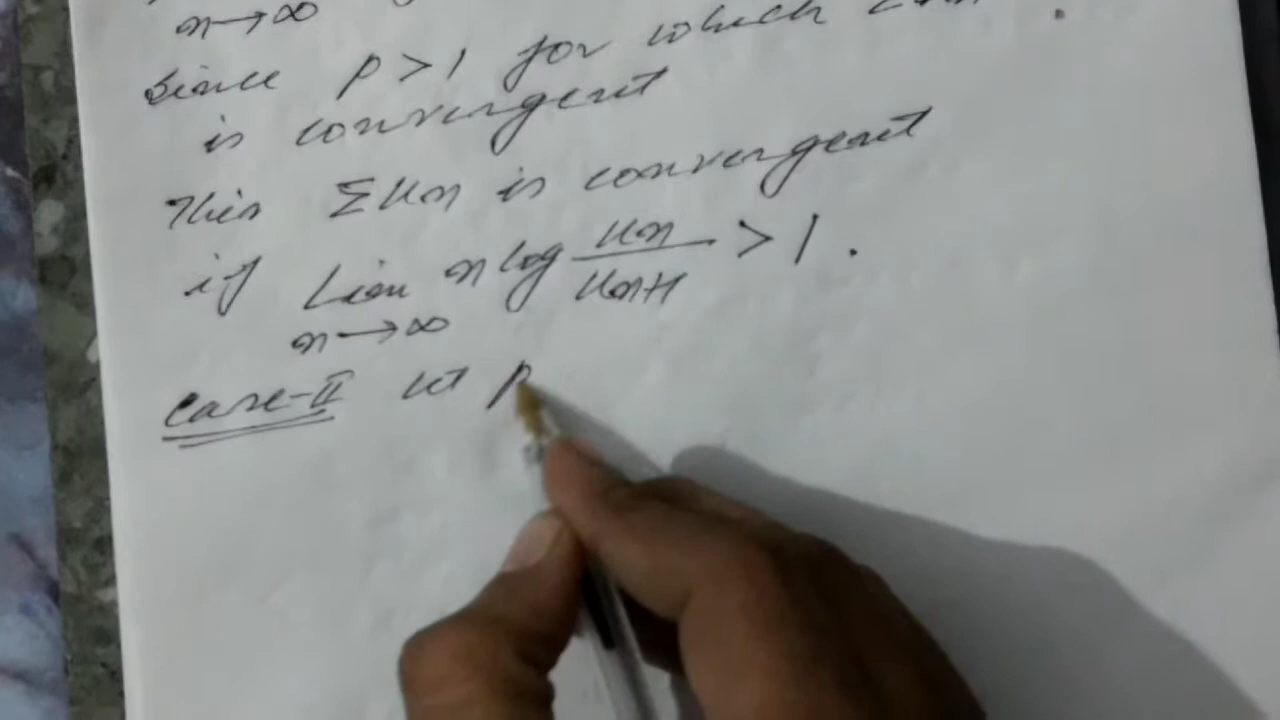 n→∞
Since p > 1 for which
is convergent
This Σun is convergent
if Lim n log un/un+1 > 1.
n→∞
Case-II let p